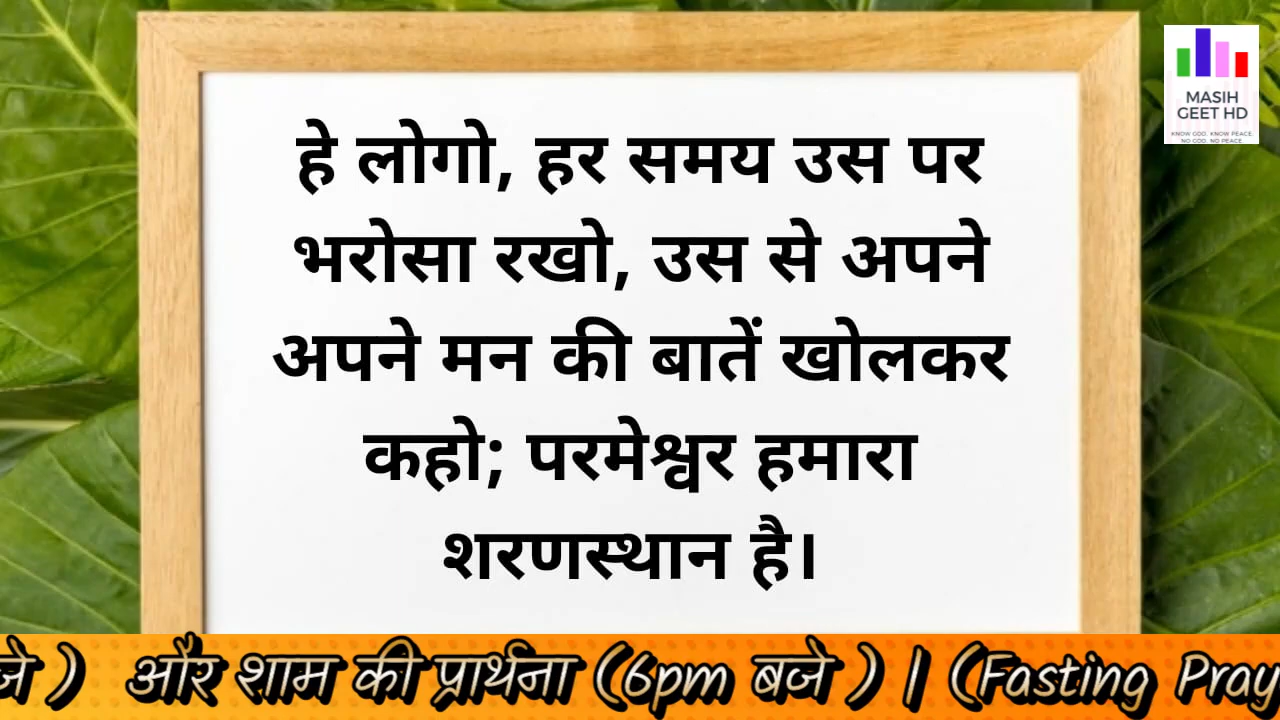 हे लोगो, हर समय उस पर
भरोसा रखो, उस से अपने
अपने मन की बातें खोलकर
कहो; परमेश्वर हमारा
शरणस्थान है।
MASIH
GEET HD
KNOW GOD. KNOW PEACE.
NO GOD. NO PEACE.
जे ) और शाम की प्रार्थना (6pm बजे ) | (Fasting Pray